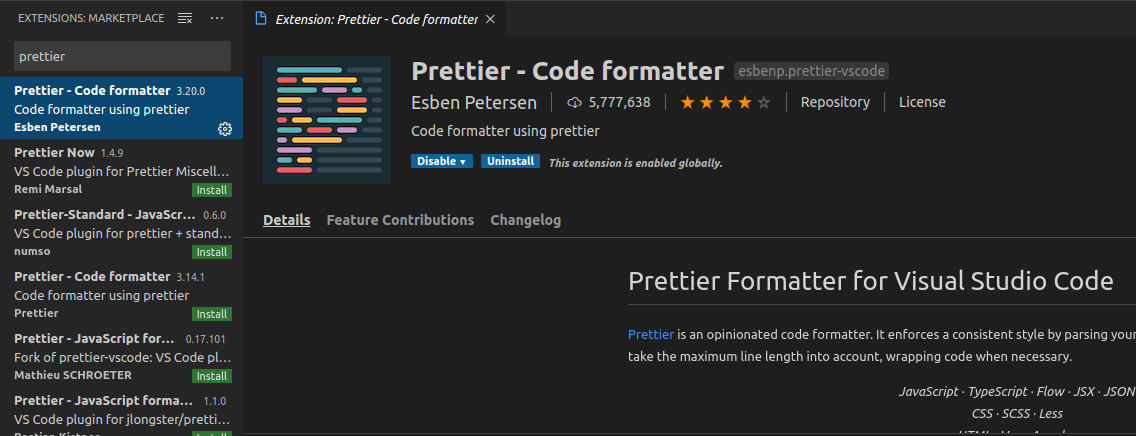 EXTENSIONS: MARKETPLACE
prettier
Prettier - Code formatter 3.20.0
Code formatter using prettier
Esben Petersen
Prettier Now 1.4.9
VS Code plugin for Prettier Miscell...
Remi Marsal Install
Prettier-Standard - JavaScr... 0.6.0
VS Code plugin for prettier + stand...
numso Install
Prettier - Code formatter 3.14.1
Code formatter using prettier
Prettier Install
Prettier - JavaScript for... 0.17.101
Fork of prettier-vscode: VS Code pl...
Mathieu SCHROETER Install
Prettier - JavaScript forma... 1.1.0
VS Code plugin for jlongster/pretti...
Install
Extension: Prettier - Code formatter
Prettier - Code formatter esbenp.prettier-vscode
Esben Petersen 5,777,638 Repository License
Code formatter using prettier
Disable Uninstall This extension is enabled globally.
Details Feature Contributions Changelog
Prettier Formatter for Visual Studio Code
Prettier is an opinionated code formatter. It enforces a consistent style by parsing your
take the maximum line length into account, wrapping code when necessary.
JavaScript · TypeScript · Flow · JSX · JSON
CSS · SCSS · Less